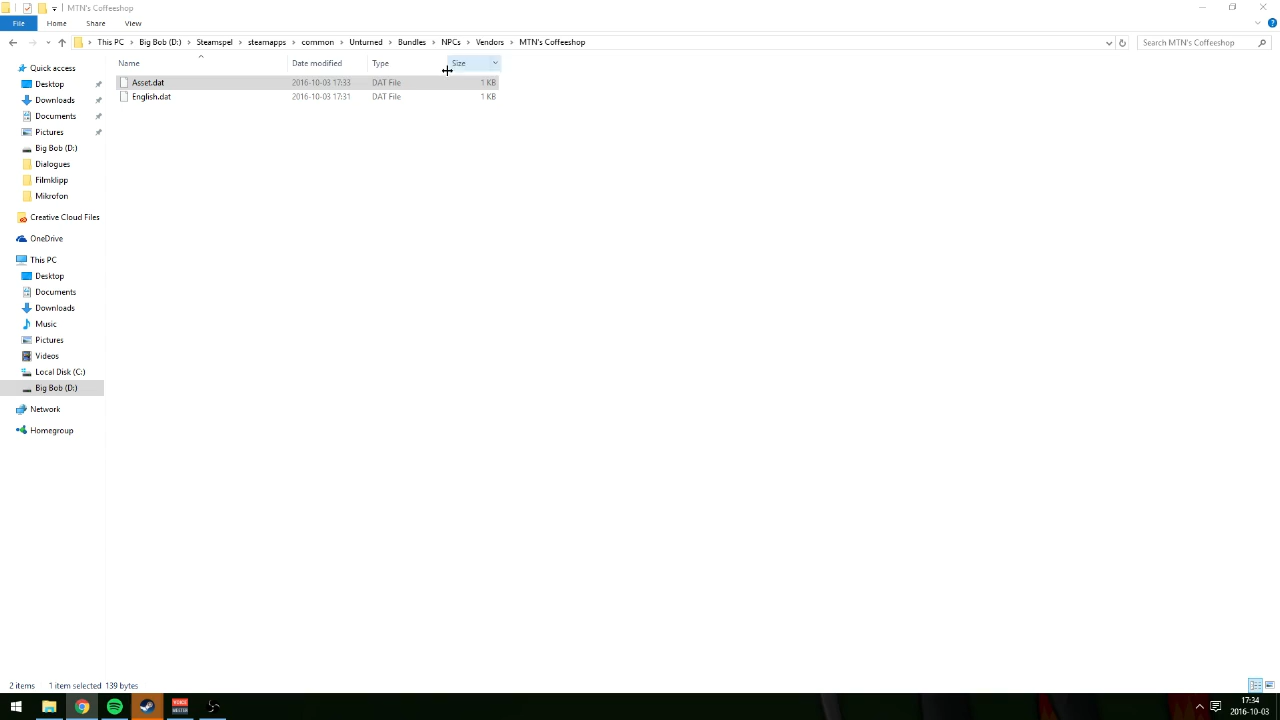 MTN's Coffeeshop
File Home Share View
This PC Big Bob (D:) Steamspel steamapps common Unturned Bundles NPCs Vendors MTN's Coffeeshop Search MTN's Coffeeshop
Name Date modified Type Size
Asset.dat 2016-10-03 17:33 DAT File 1 KB
English.dat 2016-10-03 17:31 DAT File 1 KB
Quick access
Desktop
Downloads
Documents
Pictures
Big Bob (D:)
Dialogues
Filmklipp
Mikrofon
Creative Cloud Files
OneDrive
This PC
Desktop
Documents
Downloads
Music
Pictures
Videos
Local Disk (C:)
Big Bob (D:)
Network
Homegroup
2 items 1 item selected 139 bytes
VOICE
MEETER
17:34
2016-10-03